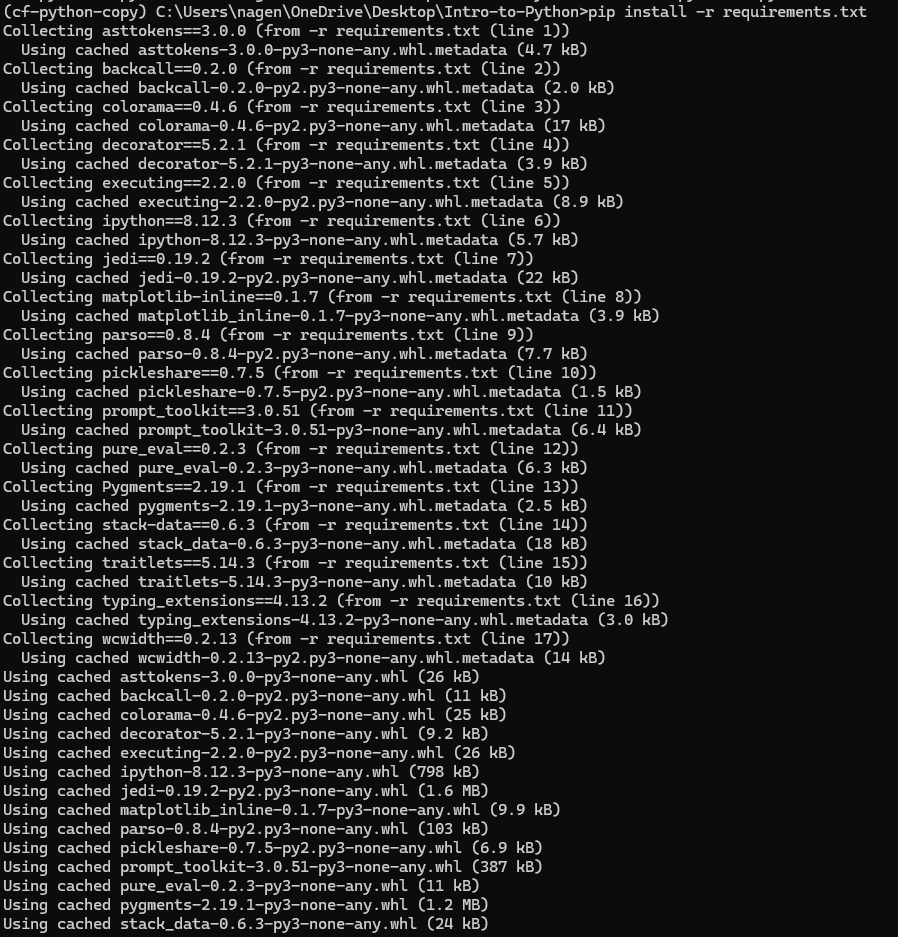 (cf-python-copy) C:\Users\nagen\OneDrive\Desktop\Intro-to-Python>pip install -r requirements.txt
Collecting asttokens==3.0.0 (from -r requirements.txt (line 1))
  Using cached asttokens-3.0.0-py3-none-any.whl.metadata (4.7 kB)
Collecting backcall==0.2.0 (from -r requirements.txt (line 2))
  Using cached backcall-0.2.0-py2.py3-none-any.whl.metadata (2.0 kB)
Collecting colorama==0.4.6 (from -r requirements.txt (line 3))
  Using cached colorama-0.4.6-py2.py3-none-any.whl.metadata (17 kB)
Collecting decorator==5.2.1 (from -r requirements.txt (line 4))
  Using cached decorator-5.2.1-py3-none-any.whl.metadata (3.9 kB)
Collecting executing==2.2.0 (from -r requirements.txt (line 5))
  Using cached executing-2.2.0-py2.py3-none-any.whl.metadata (8.9 kB)
Collecting ipython==8.12.3 (from -r requirements.txt (line 6))
  Using cached ipython-8.12.3-py3-none-any.whl.metadata (5.7 kB)
Collecting jedi==0.19.2 (from -r requirements.txt (line 7))
  Using cached jedi-0.19.2-py2.py3-none-any.whl.metadata (22 kB)
Collecting matplotlib-inline==0.1.7 (from -r requirements.txt (line 8))
  Using cached matplotlib_inline-0.1.7-py3-none-any.whl.metadata (3.9 kB)
Collecting parso==0.8.4 (from -r requirements.txt (line 9))
  Using cached parso-0.8.4-py2.py3-none-any.whl.metadata (7.7 kB)
Collecting pickleshare==0.7.5 (from -r requirements.txt (line 10))
  Using cached pickleshare-0.7.5-py2.py3-none-any.whl.metadata (1.5 kB)
Collecting prompt_toolkit==3.0.51 (from -r requirements.txt (line 11))
  Using cached prompt_toolkit-3.0.51-py3-none-any.whl.metadata (6.4 kB)
Collecting pure_eval==0.2.3 (from -r requirements.txt (line 12))
  Using cached pure_eval-0.2.3-py3-none-any.whl.metadata (6.3 kB)
Collecting Pygments==2.19.1 (from -r requirements.txt (line 13))
  Using cached pygments-2.19.1-py3-none-any.whl.metadata (2.5 kB)
Collecting stack-data==0.6.3 (from -r requirements.txt (line 14))
  Using cached stack_data-0.6.3-py3-none-any.whl.metadata (18 kB)
Collecting traitlets==5.14.3 (from -r requirements.txt (line 15))
  Using cached traitlets-5.14.3-py3-none-any.whl.metadata (10 kB)
Collecting typing_extensions==4.13.2 (from -r requirements.txt (line 16))
  Using cached typing_extensions-4.13.2-py3-none-any.whl.metadata (3.0 kB)
Collecting wcwidth==0.2.13 (from -r requirements.txt (line 17))
  Using cached wcwidth-0.2.13-py2.py3-none-any.whl.metadata (14 kB)
Using cached asttokens-3.0.0-py3-none-any.whl (26 kB)
Using cached backcall-0.2.0-py2.py3-none-any.whl (11 kB)
Using cached colorama-0.4.6-py2.py3-none-any.whl (25 kB)
Using cached decorator-5.2.1-py3-none-any.whl (9.2 kB)
Using cached executing-2.2.0-py2.py3-none-any.whl (26 kB)
Using cached ipython-8.12.3-py3-none-any.whl (798 kB)
Using cached jedi-0.19.2-py2.py3-none-any.whl (1.6 MB)
Using cached matplotlib_inline-0.1.7-py3-none-any.whl (9.9 kB)
Using cached parso-0.8.4-py2.py3-none-any.whl (103 kB)
Using cached pickleshare-0.7.5-py2.py3-none-any.whl (6.9 kB)
Using cached prompt_toolkit-3.0.51-py3-none-any.whl (387 kB)
Using cached pure_eval-0.2.3-py3-none-any.whl (11 kB)
Using cached pygments-2.19.1-py3-none-any.whl (1.2 MB)
Using cached stack_data-0.6.3-py3-none-any.whl (24 kB)